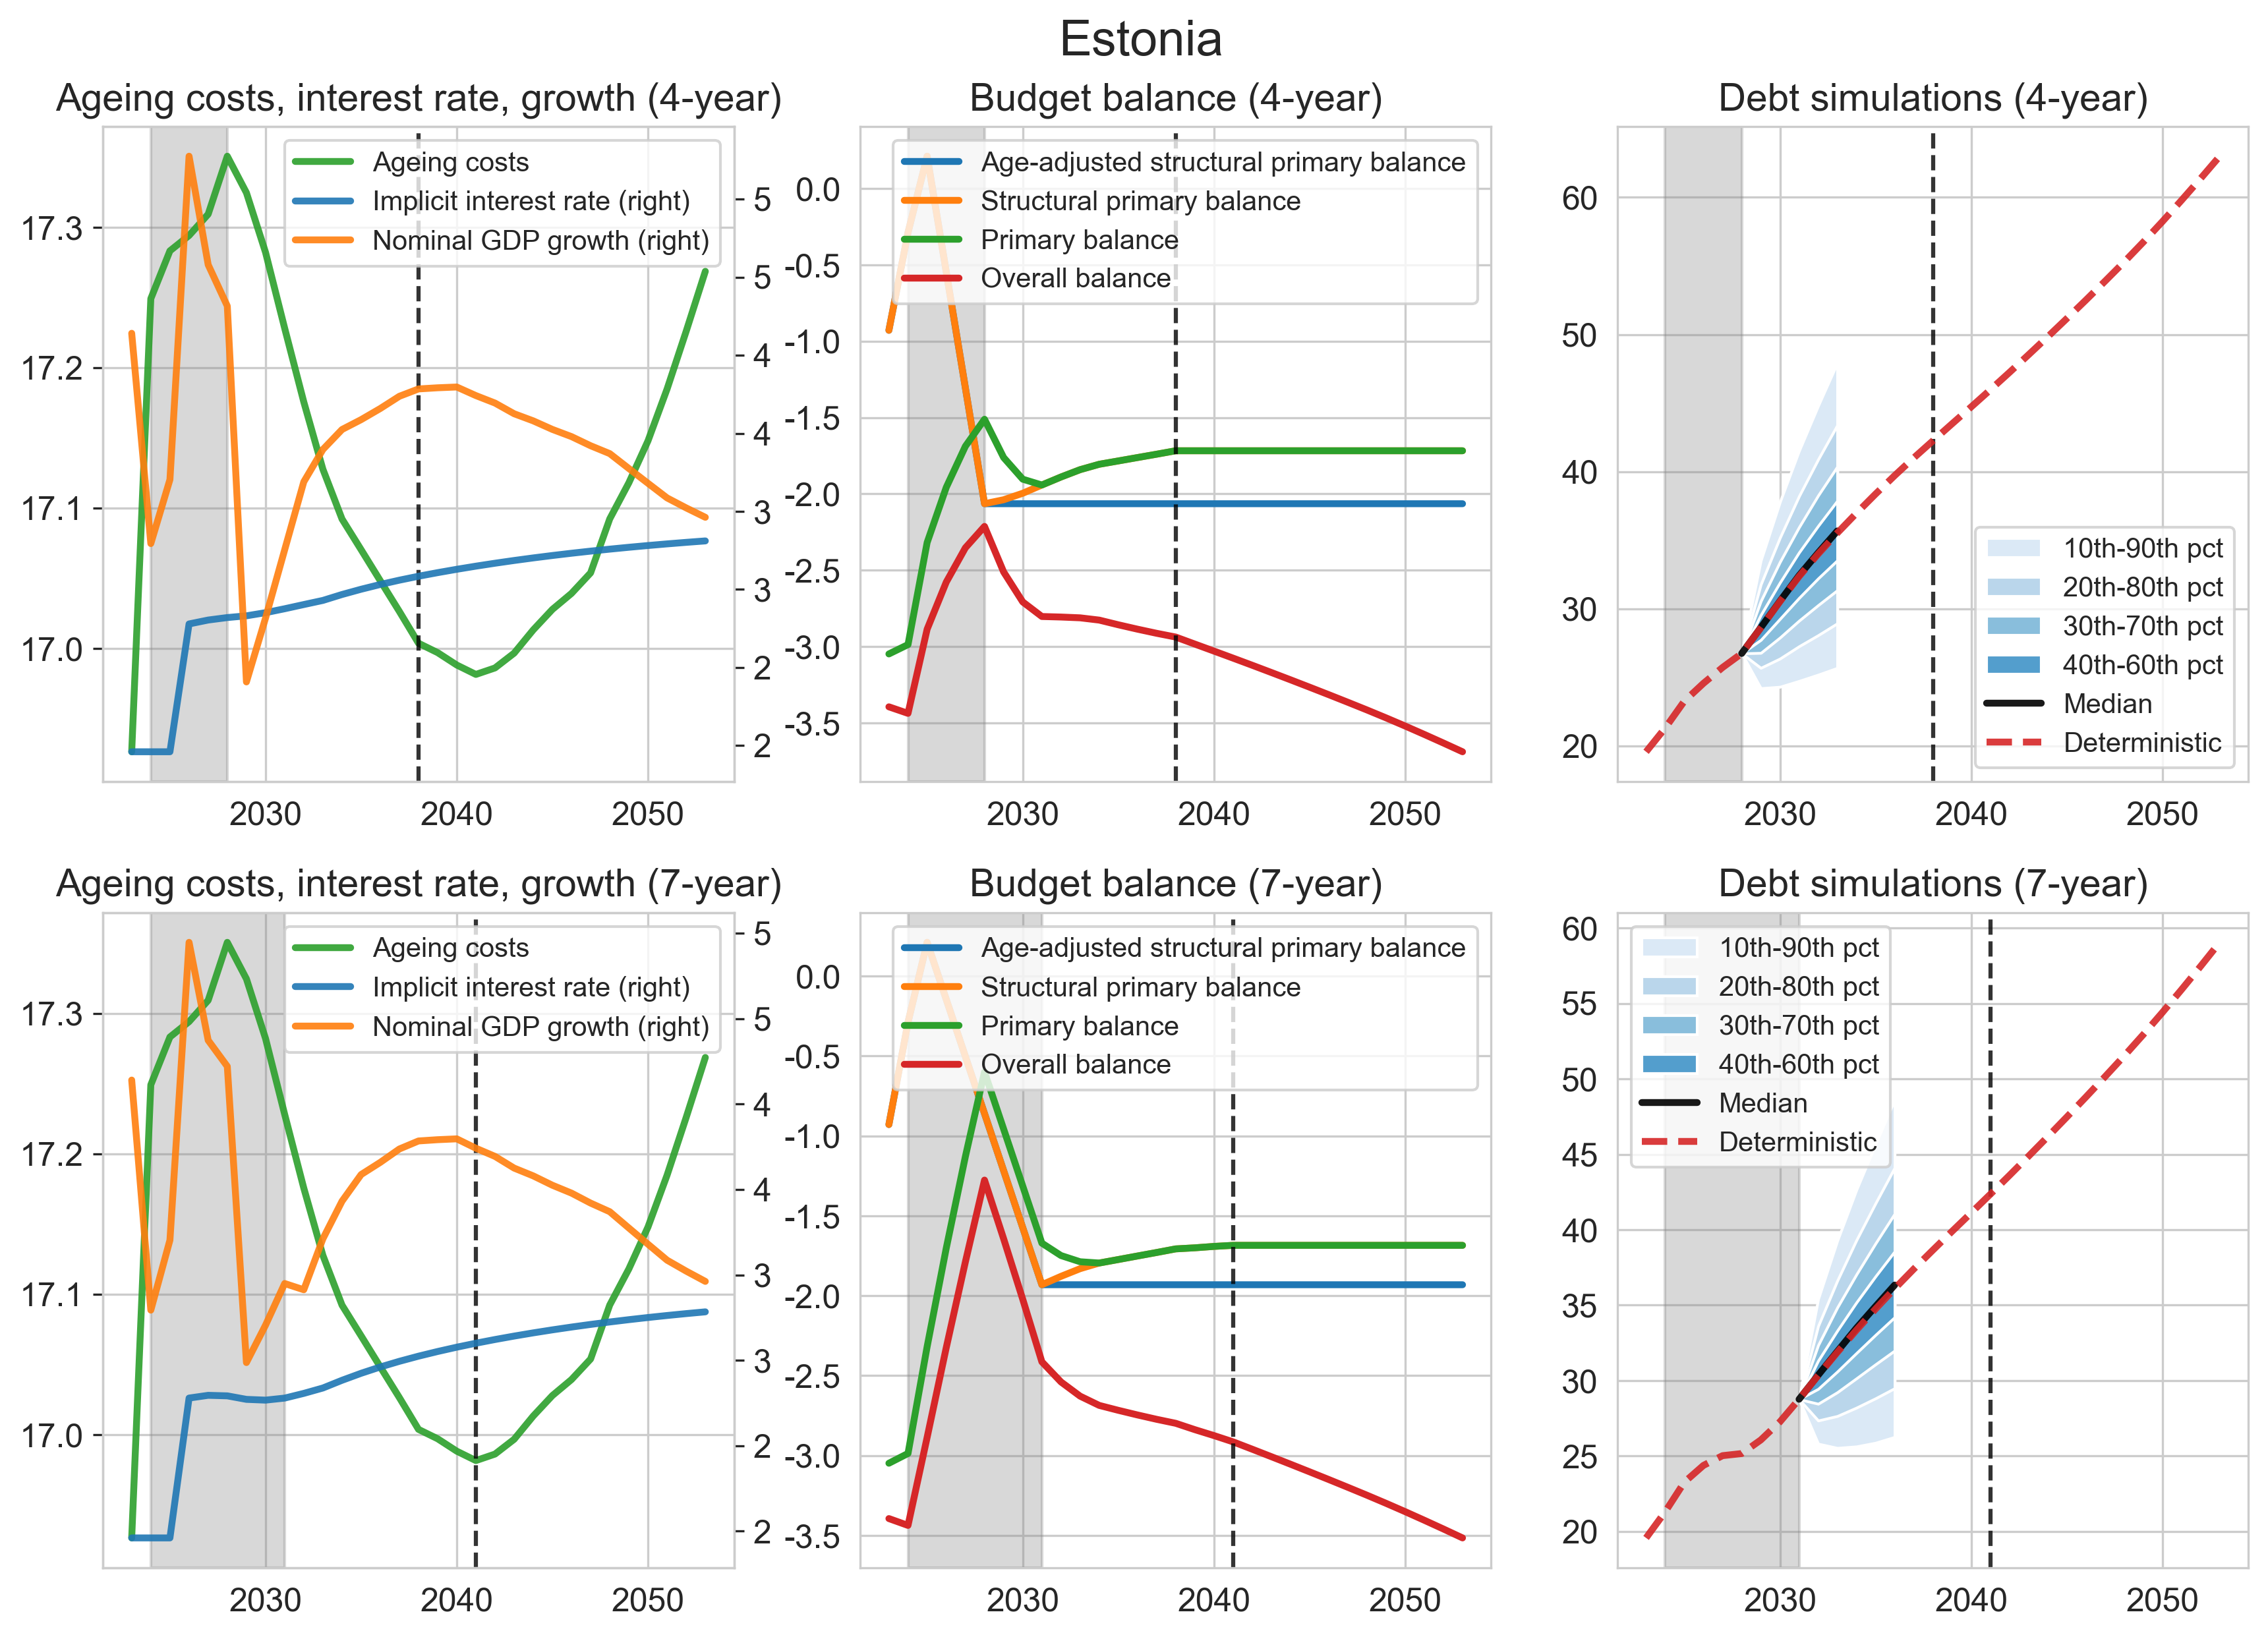 Estonia
Ageing costs, interest rate, growth (4-year)
Ageing costs
Implicit interest rate (right)
Nominal GDP growth (right)
17.3
17.2
17.1
17.0
5
5
4
4
3
3
2
2
2030
2040
2050
Budget balance (4-year)
Age-adjusted structural primary balance
Structural primary balance
Primary balance
Overall balance
0.0
-0.5
-1.0
-1.5
-2.0
-2.5
-3.0
-3.5
2030
2040
2050
Debt simulations (4-year)
60
50
40
30
20
10th-90th pct
20th-80th pct
30th-70th pct
40th-60th pct
Median
Deterministic
2030
2040
2050
Ageing costs, interest rate, growth (7-year)
Ageing costs
Implicit interest rate (right)
Nominal GDP growth (right)
17.3
17.2
17.1
17.0
5
5
4
4
3
3
2
2
2030
2040
2050
Budget balance (7-year)
Age-adjusted structural primary balance
Structural primary balance
Primary balance
Overall balance
0.0
-0.5
-1.0
-1.5
-2.0
-2.5
-3.0
-3.5
2030
2040
2050
Debt simulations (7-year)
10th-90th pct
20th-80th pct
30th-70th pct
40th-60th pct
Median
Deterministic
60
55
50
45
40
35
30
25
20
2030
2040
2050